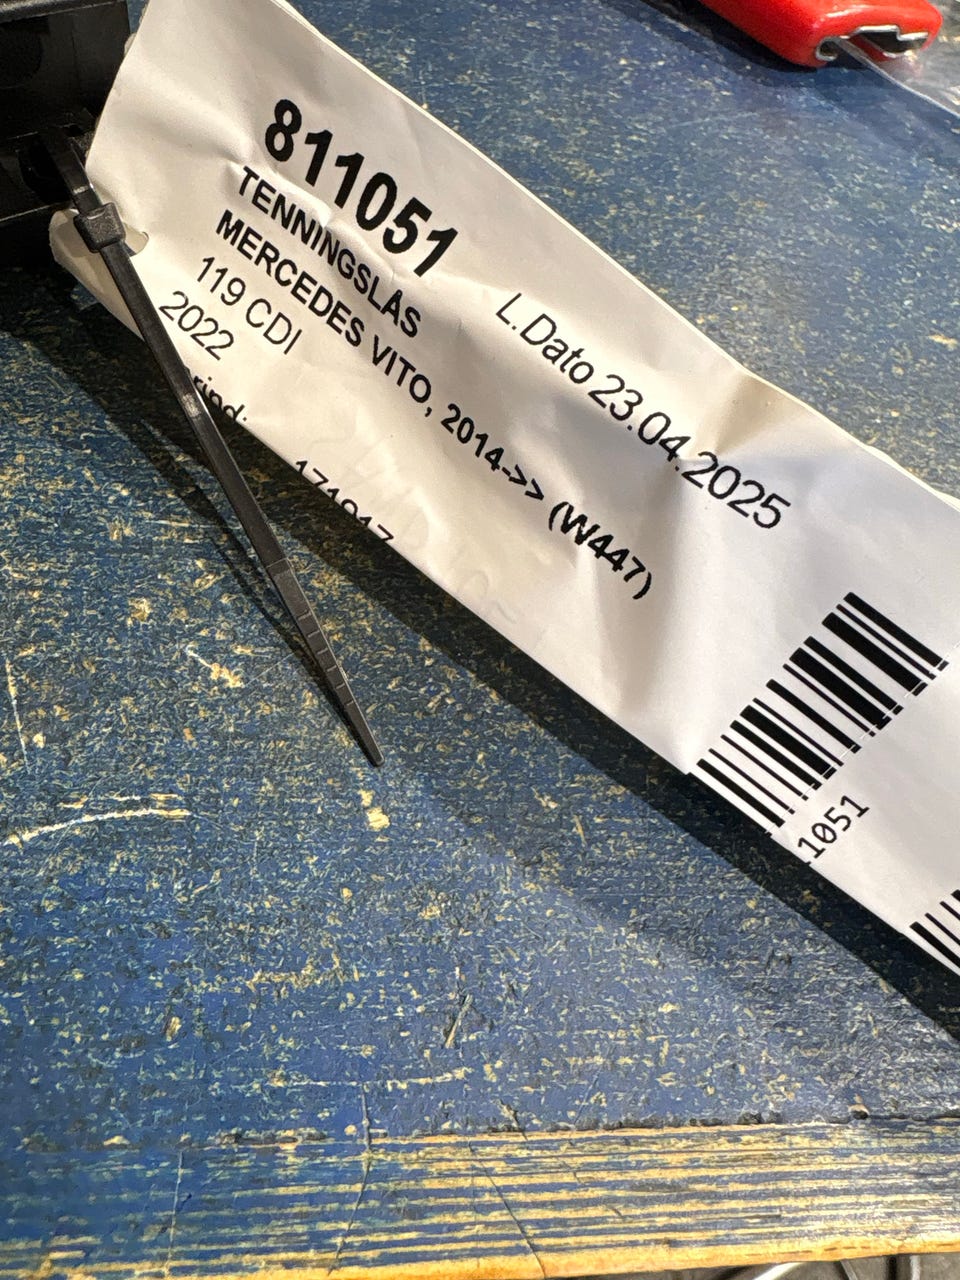 811051
TENNINGSLÅS
MERCEDES VITO, 2014->> (W447)
119 CDI
2022
L.Dato 23.04.2025
1051